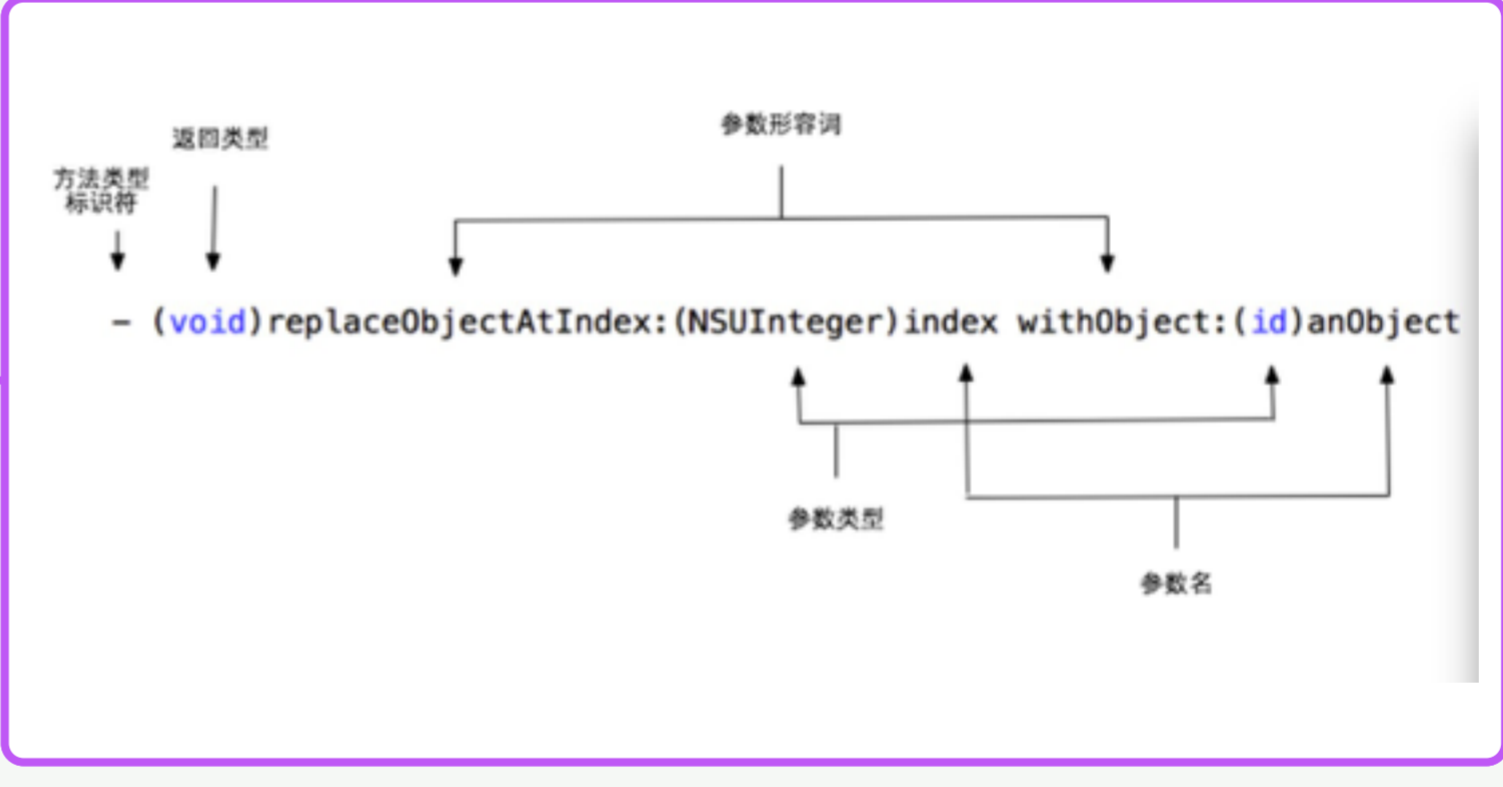 参数形容词
返回类型
方法类型
标识符
- (void)replaceObjectAtIndex:(NSUInteger)index withObject:(id)anObject
参数类型
参数名